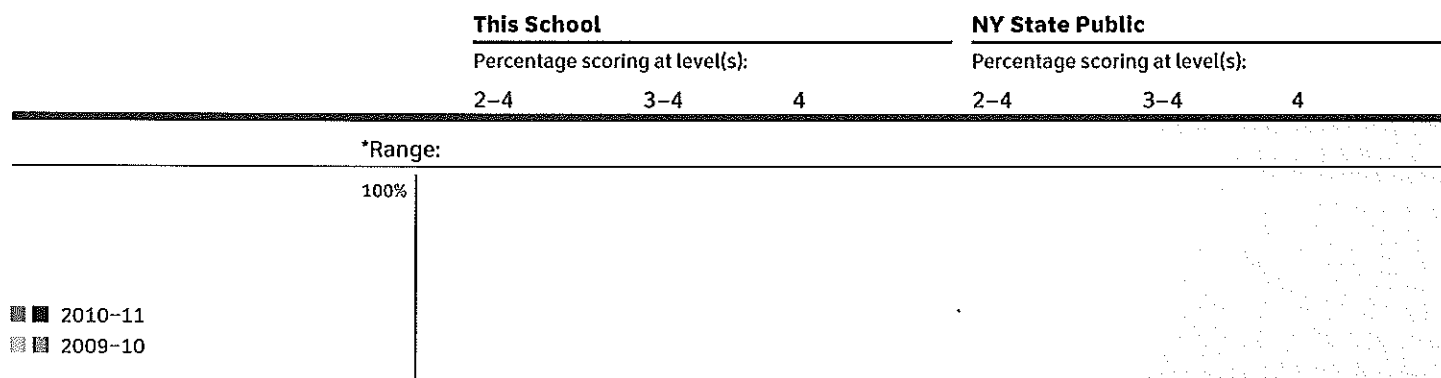 This School NY State Public
Percentage scoring at level(s): Percentage scoring at level(s):
2–4 3–4 4 2–4 3–4 4
*Range:
100%
2010–11
2009–10